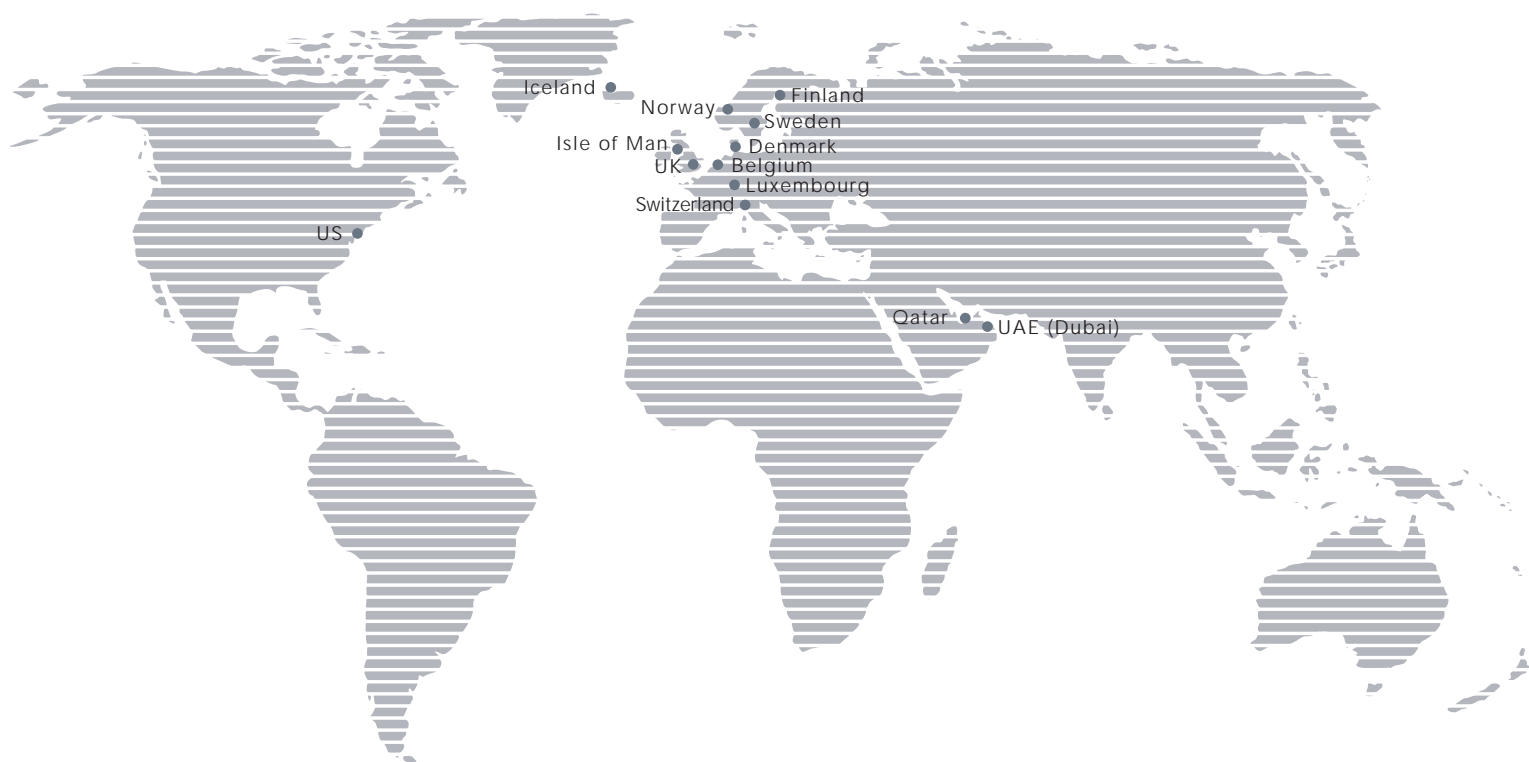 Iceland
Finland
Norway
Sweden
Isle of Man
Denmark
UK
Belgium
Luxembourg
Switzerland
US
Qatar
UAE (Dubai)